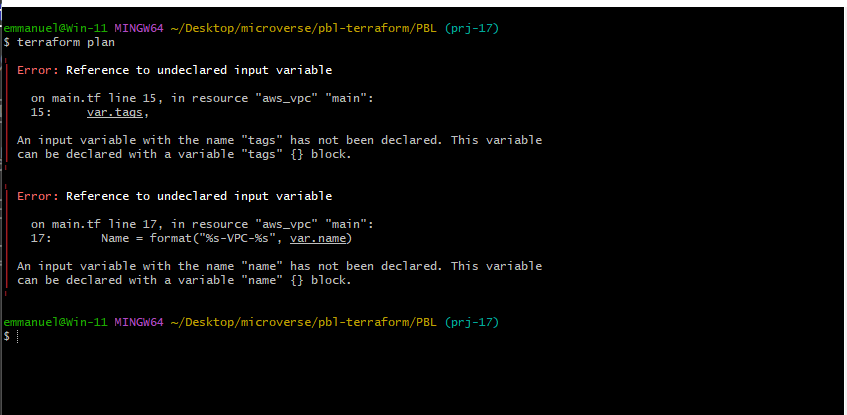 emmanuel@Win-11 MINGW64 ~/Desktop/microverse/pbl-terraform/PBL (prj-17)
$ terraform plan
Error: Reference to undeclared input variable
on main.tf line 15, in resource "aws_vpc" "main":
15: var.tags,
An input variable with the name "tags" has not been declared. This variable
can be declared with a variable "tags" {} block.
Error: Reference to undeclared input variable
on main.tf line 17, in resource "aws_vpc" "main":
17: Name = format("%s-VPC-%s", var.name)
An input variable with the name "name" has not been declared. This variable
can be declared with a variable "name" {} block.
emmanuel@Win-11 MINGW64 ~/Desktop/microverse/pbl-terraform/PBL (prj-17)
$